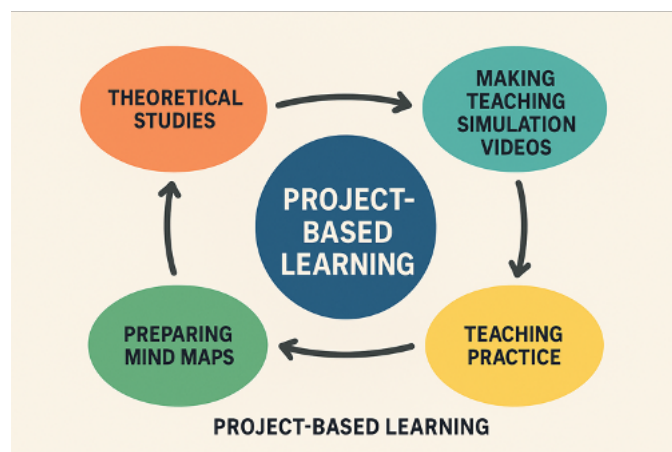 THEORETICAL
STUDIES
MAKING
TEACHING
SIMULATION
VIDEOS
PROJECT-
BASED
LEARNING
PREPARING
MIND MAPS
TEACHING
PRACTICE
PROJECT-BASED LEARNING